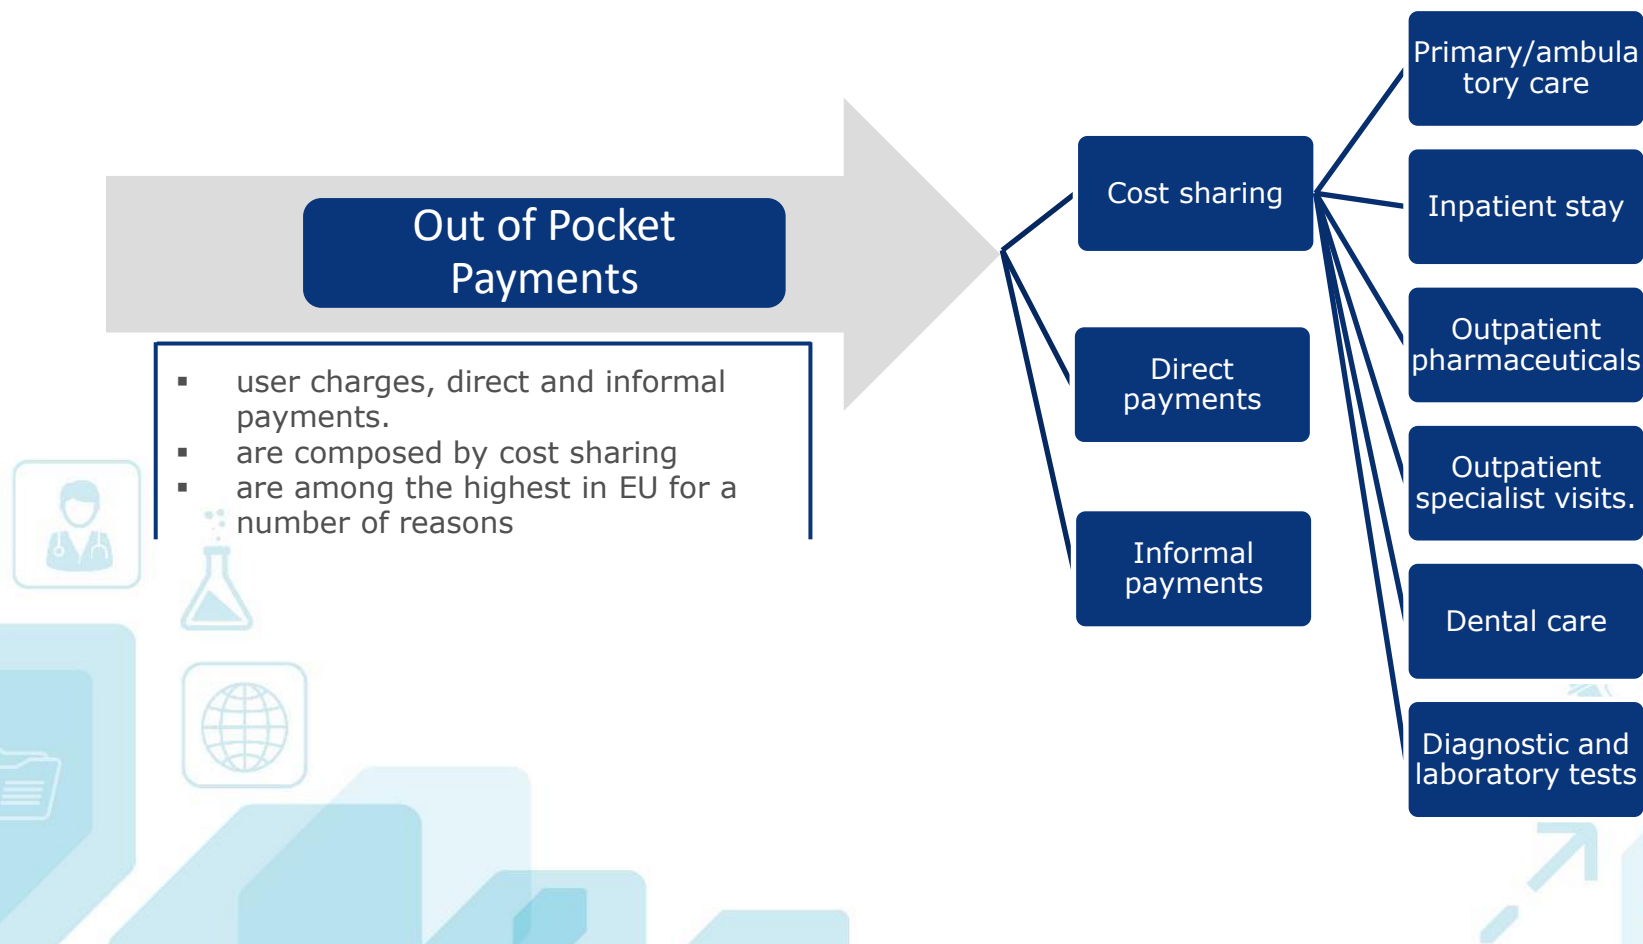 Out of Pocket
Payments
▪ user charges, direct and informal
payments.
▪ are composed by cost sharing
▪ are among the highest in EU for a
number of reasons
Cost sharing
Direct
payments
Informal
payments
Primary/ambula
tory care
Inpatient stay
Outpatient
pharmaceuticals
Outpatient
specialist visits.
Dental care
Diagnostic and
laboratory tests